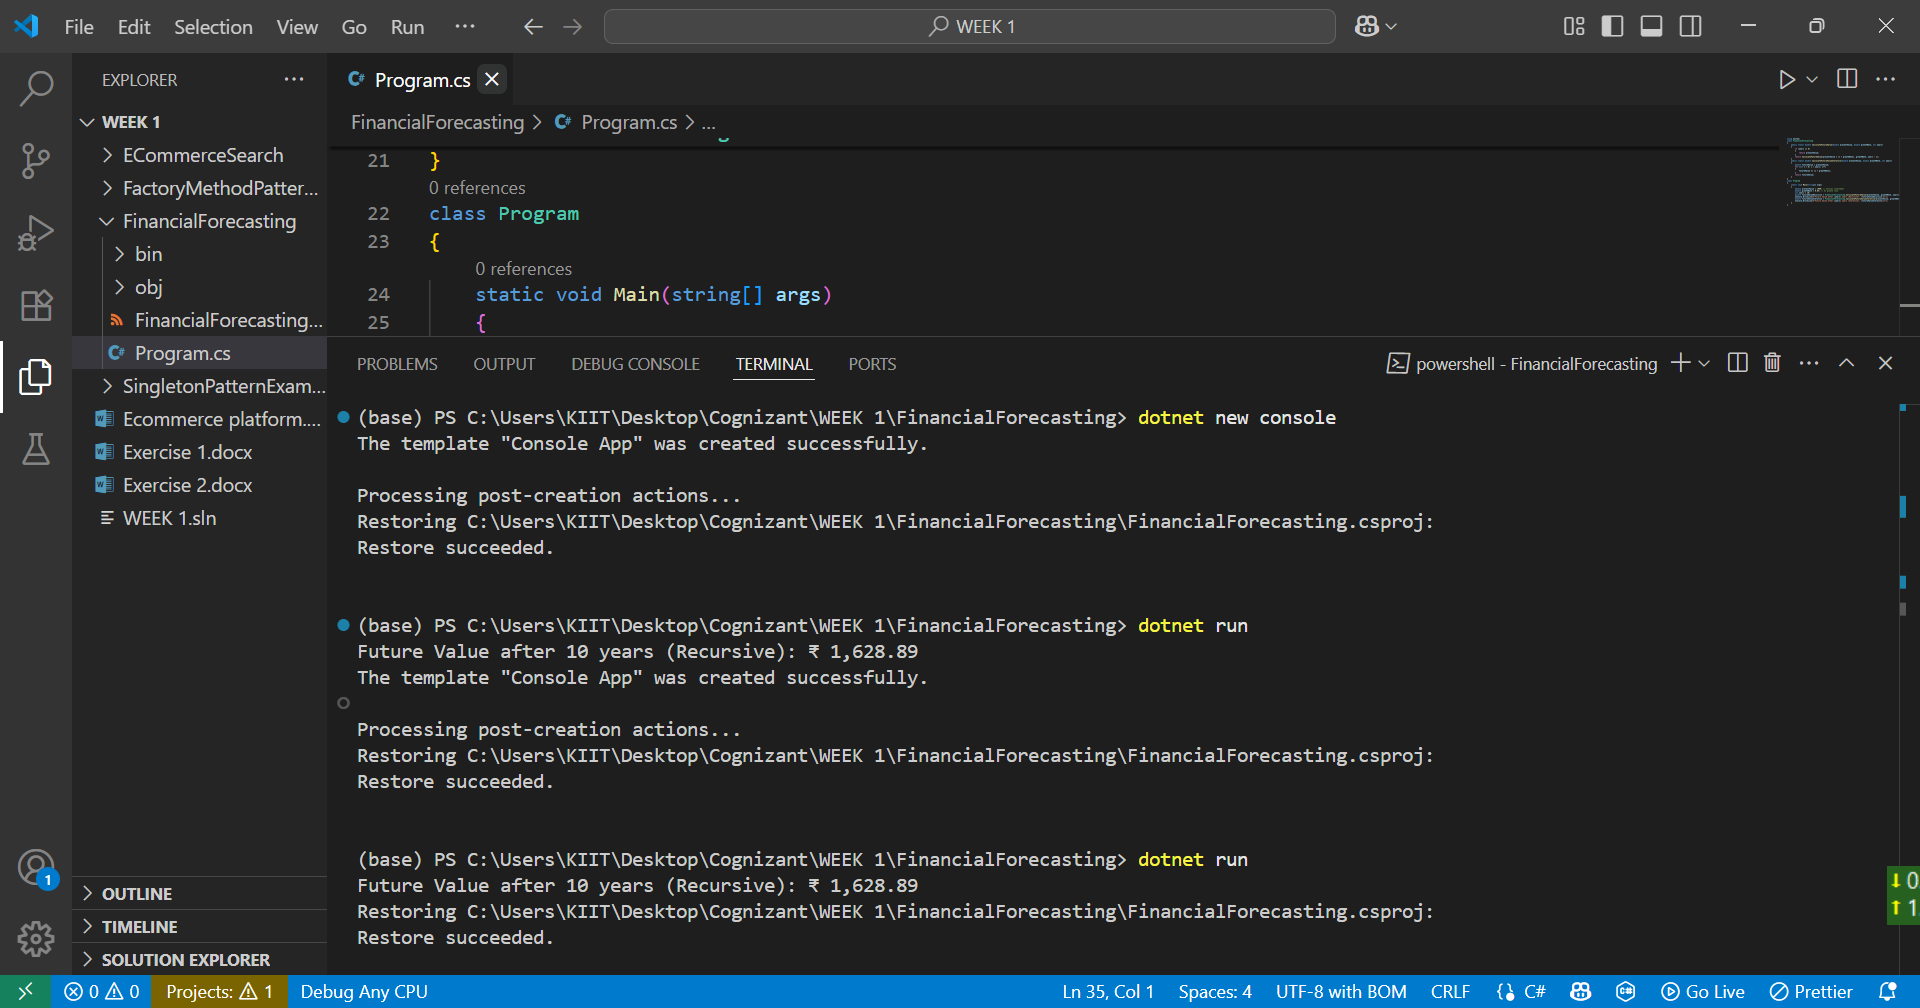 File Edit Selection View Go Run ··· WEEK 1
EXPLORER ···
WEEK 1
ECommerceSearch
FactoryMethodPatter...
FinancialForecasting
bin
obj
FinancialForecasting...
C# Program.cs
SingletonPatternExam...
Ecommerce platform....
Exercise 1.docx
Exercise 2.docx
WEEK 1.sln
OUTLINE
TIMELINE
SOLUTION EXPLORER
1
C# Program.cs
FinancialForecasting > C# Program.cs > ...
21 }
0 references
22 class Program
23 {
0 references
24 static void Main(string[] args)
25 {
PROBLEMS OUTPUT DEBUG CONSOLE TERMINAL PORTS powershell - FinancialForecasting
(base) PS C:\Users\KIIT\Desktop\Cognizant\WEEK 1\FinancialForecasting> dotnet new console
The template "Console App" was created successfully.
Processing post-creation actions...
Restoring C:\Users\KIIT\Desktop\Cognizant\WEEK 1\FinancialForecasting\FinancialForecasting.csproj:
Restore succeeded.
(base) PS C:\Users\KIIT\Desktop\Cognizant\WEEK 1\FinancialForecasting> dotnet run
Future Value after 10 years (Recursive): ₹ 1,628.89
The template "Console App" was created successfully.
Processing post-creation actions...
Restoring C:\Users\KIIT\Desktop\Cognizant\WEEK 1\FinancialForecasting\FinancialForecasting.csproj:
Restore succeeded.
(base) PS C:\Users\KIIT\Desktop\Cognizant\WEEK 1\FinancialForecasting> dotnet run
Future Value after 10 years (Recursive): ₹ 1,628.89
Restoring C:\Users\KIIT\Desktop\Cognizant\WEEK 1\FinancialForecasting\FinancialForecasting.csproj:
Restore succeeded.
↓0
↑1
0 0 Projects: 1 Debug Any CPU Ln 35, Col 1 Spaces: 4 UTF-8 with BOM CRLF C# Go Live Prettier